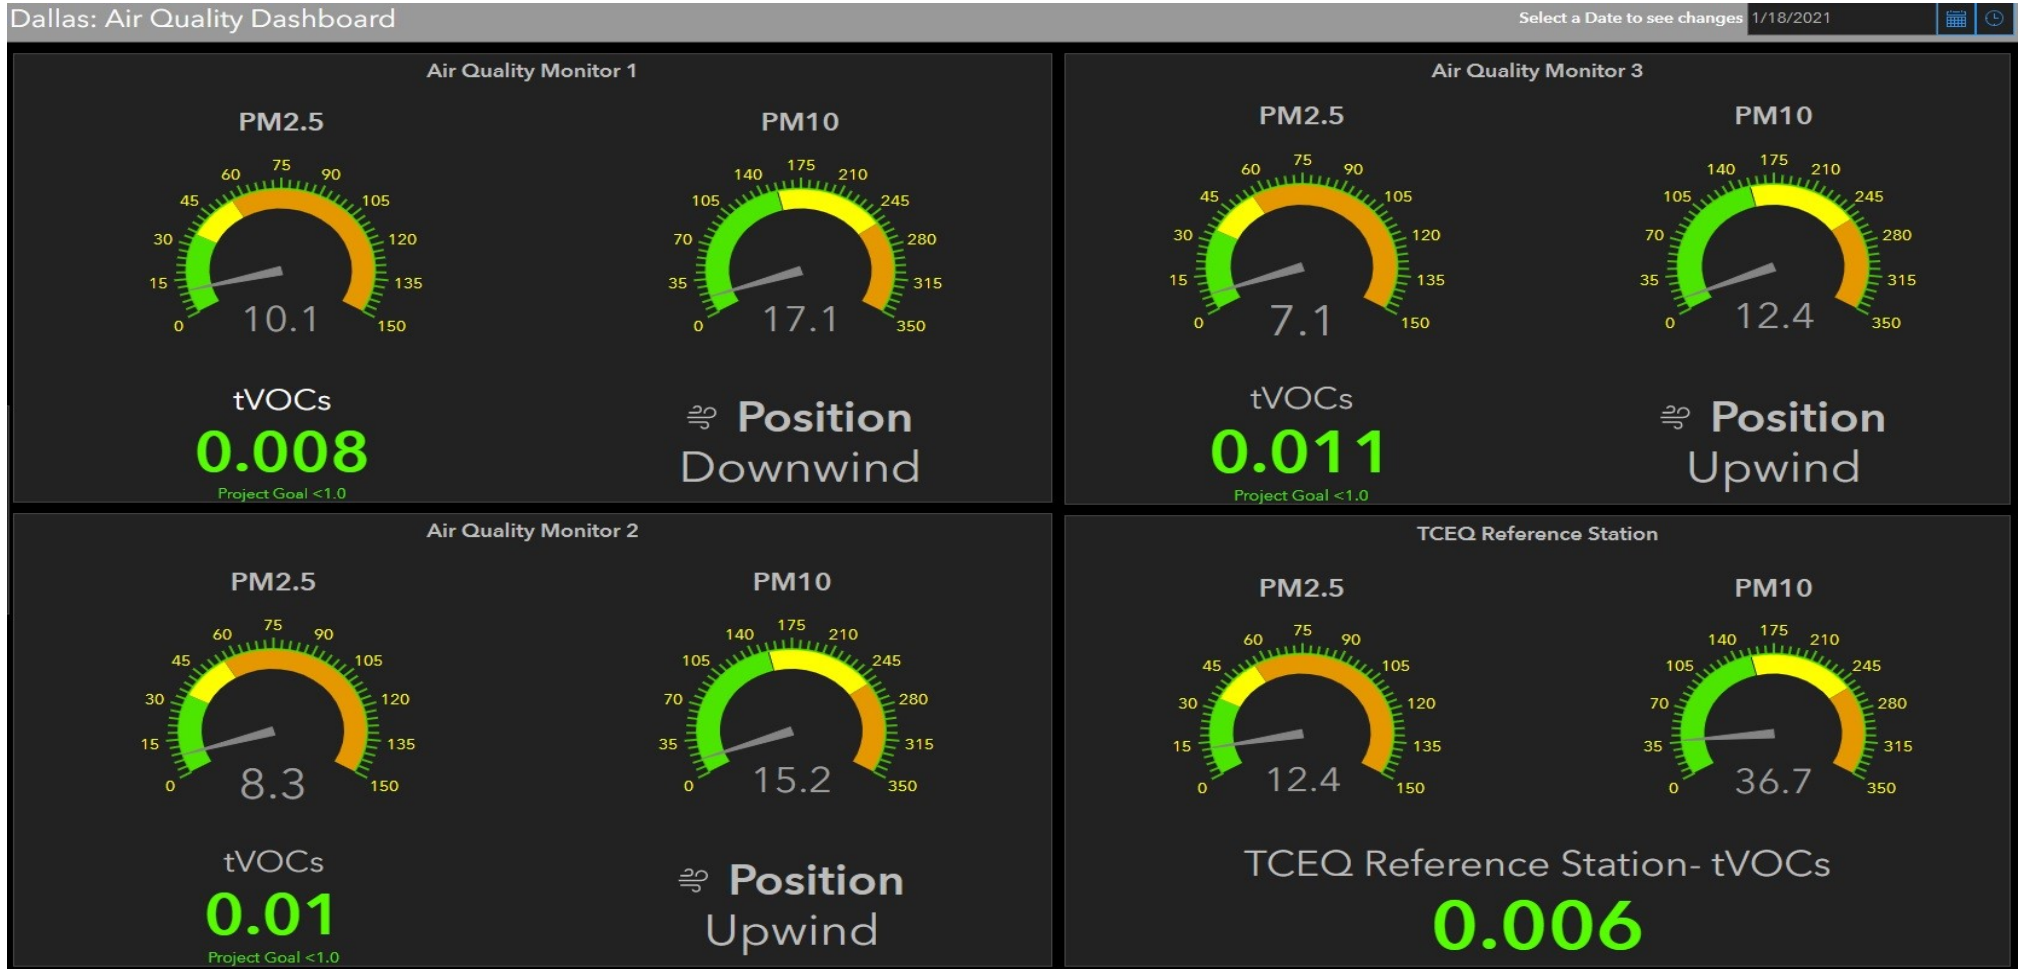 Dallas: Air Quality Dashboard
Select a Date to see changes 1/18/2021
Air Quality Monitor 1
PM2.5
0 15 30 45 60 75 90 105 120 135 150
10.1
PM10
0 35 70 105 140 175 210 245 280 315 350
17.1
tVOCs
0.008
Project Goal <1.0
Position
Downwind
Air Quality Monitor 3
PM2.5
0 15 30 45 60 75 90 105 120 135 150
7.1
PM10
0 35 70 105 140 175 210 245 280 315 350
12.4
tVOCs
0.011
Project Goal <1.0
Position
Upwind
Air Quality Monitor 2
PM2.5
0 15 30 45 60 75 90 105 120 135 150
8.3
PM10
0 35 70 105 140 175 210 245 280 315 350
15.2
tVOCs
0.01
Project Goal <1.0
Position
Upwind
TCEQ Reference Station
PM2.5
0 15 30 45 60 75 90 105 120 135 150
12.4
PM10
0 35 70 105 140 175 210 245 280 315 350
36.7
TCEQ Reference Station- tVOCs
0.006